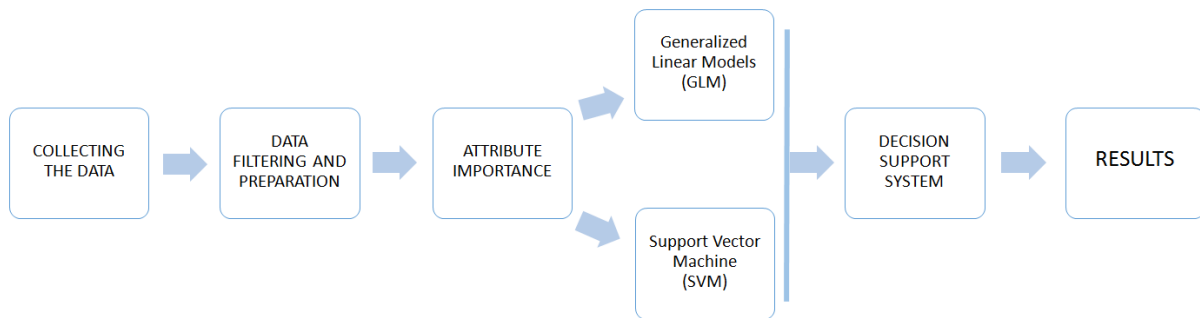 COLLECTING
THE DATA
DATA
FILTERING AND
PREPARATION
ATTRIBUTE
IMPORTANCE
Generalized
Linear Models
(GLM)
Support Vector
Machine
(SVM)
DECISION
SUPPORT
SYSTEM
RESULTS